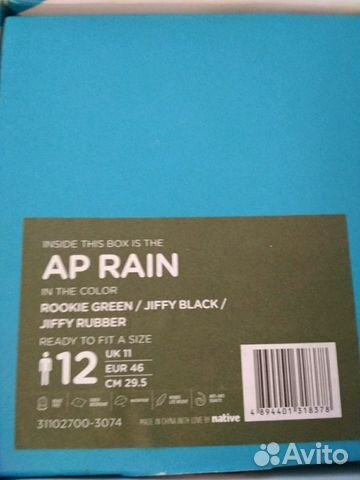 INSIDE THIS BOX IS THE
AP RAIN
IN THE COLOR
ROOKIE GREEN / JIFFY BLACK /
JIFFY RUBBER
READY TO FIT A SIZE
12
UK 11
EUR 46
CM 29.5
4 894401 318378
31102700-3074
MADE IN CHINA WITH LOVE BY native
Avito